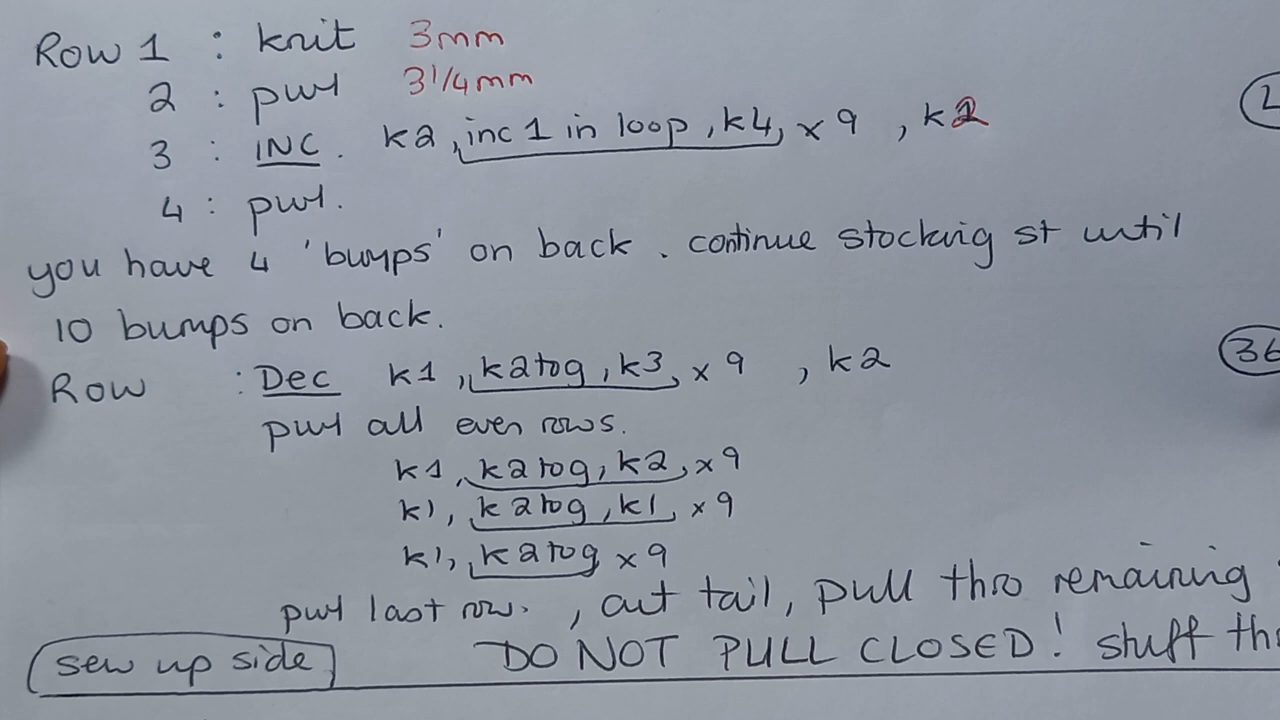 Row 1 : knit 3mm
2 : purl 3 1/4mm
3 : INC. k2, inc 1 in loop, k4, x 9, k2
4 : purl.
you have 4 'bumps' on back. continue stocking st until
10 bumps on back.
Row : Dec k1, k2tog, k3, x 9, k2 36
purl all even rows.
k1, k2tog, k2, x 9
k1, k2tog, k1, x 9
k1, k2tog x 9
purl last row. , cut tail, pull thro remaining
sew up side DO NOT PULL CLOSED! stuff